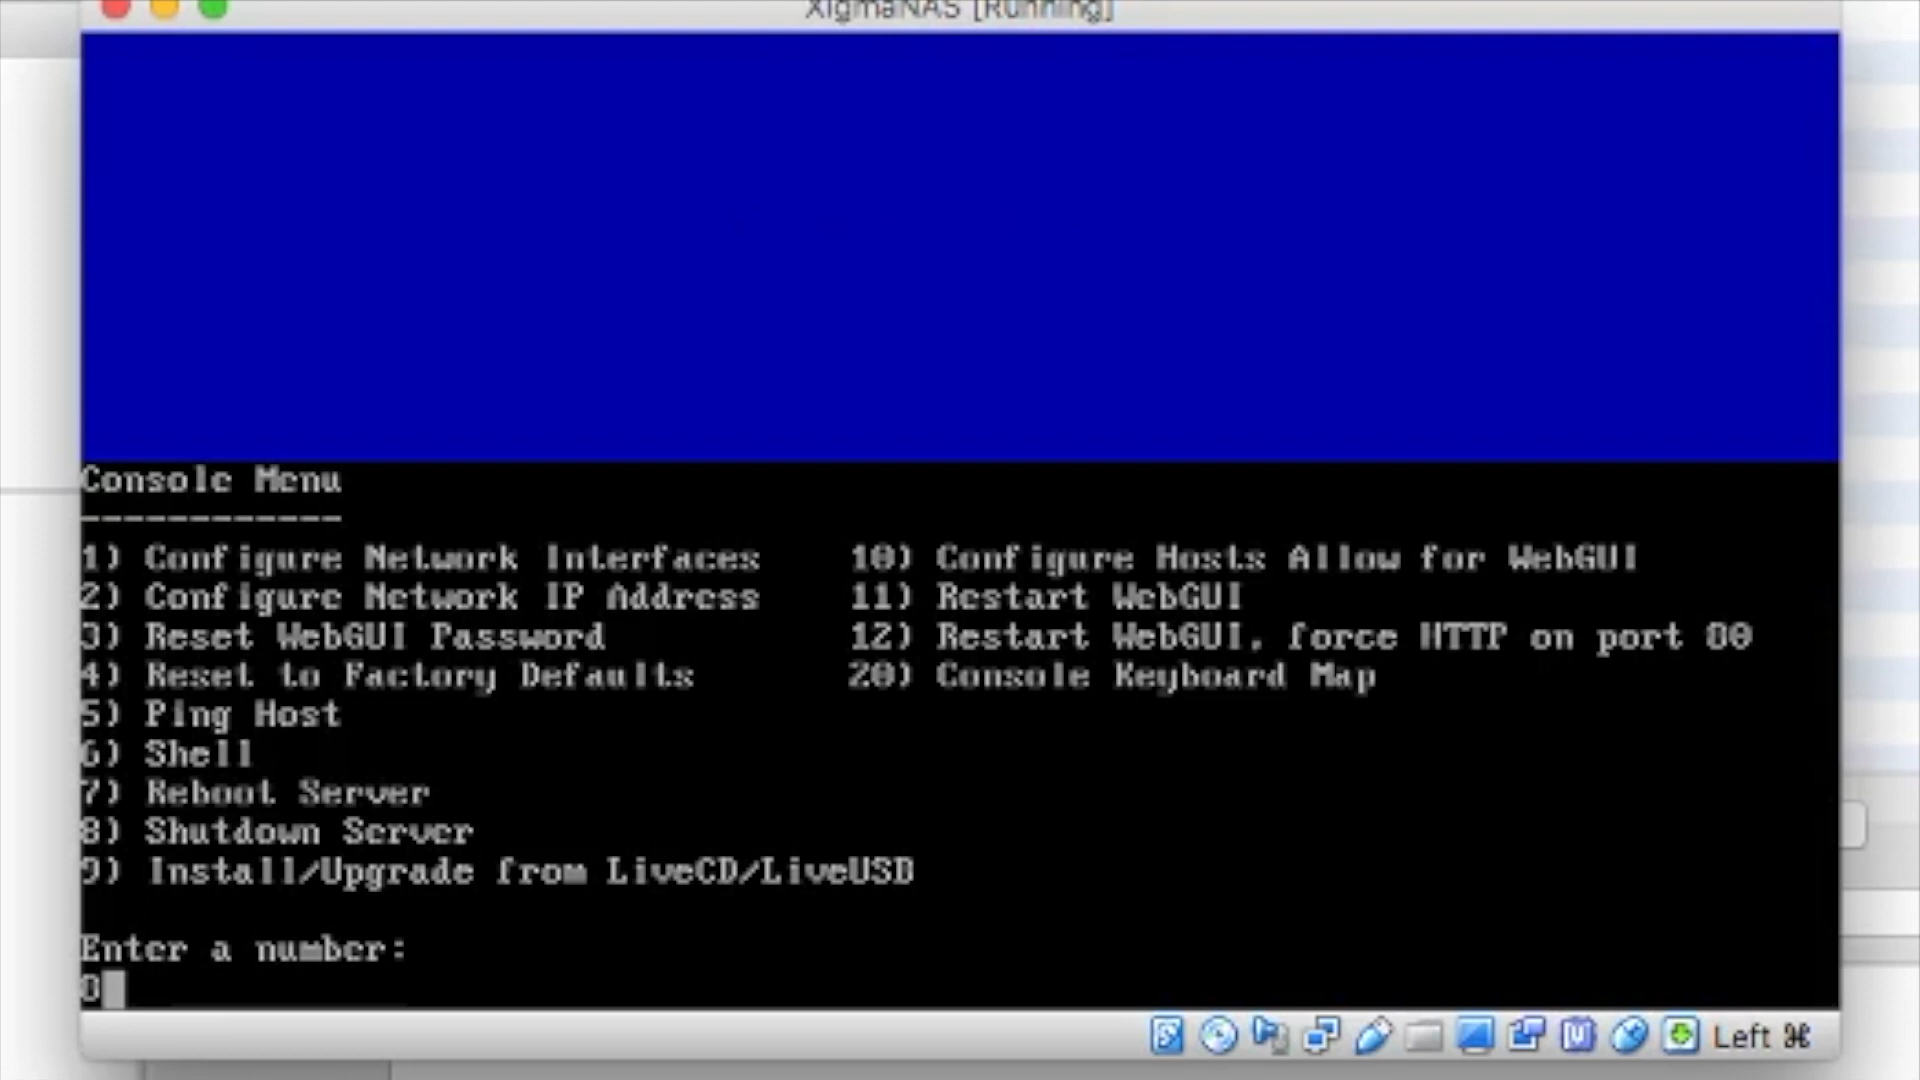 XigmaNAS [Running]
Console Menu
------------
1) Configure Network Interfaces 10) Configure Hosts Allow for WebGUI
2) Configure Network IP Address 11) Restart WebGUI
3) Reset WebGUI Password 12) Restart WebGUI, force HTTP on port 80
4) Reset to Factory Defaults 20) Console Keyboard Map
5) Ping Host
6) Shell
7) Reboot Server
8) Shutdown Server
9) Install/Upgrade from LiveCD/LiveUSB
Enter a number:
8
Left ⌘